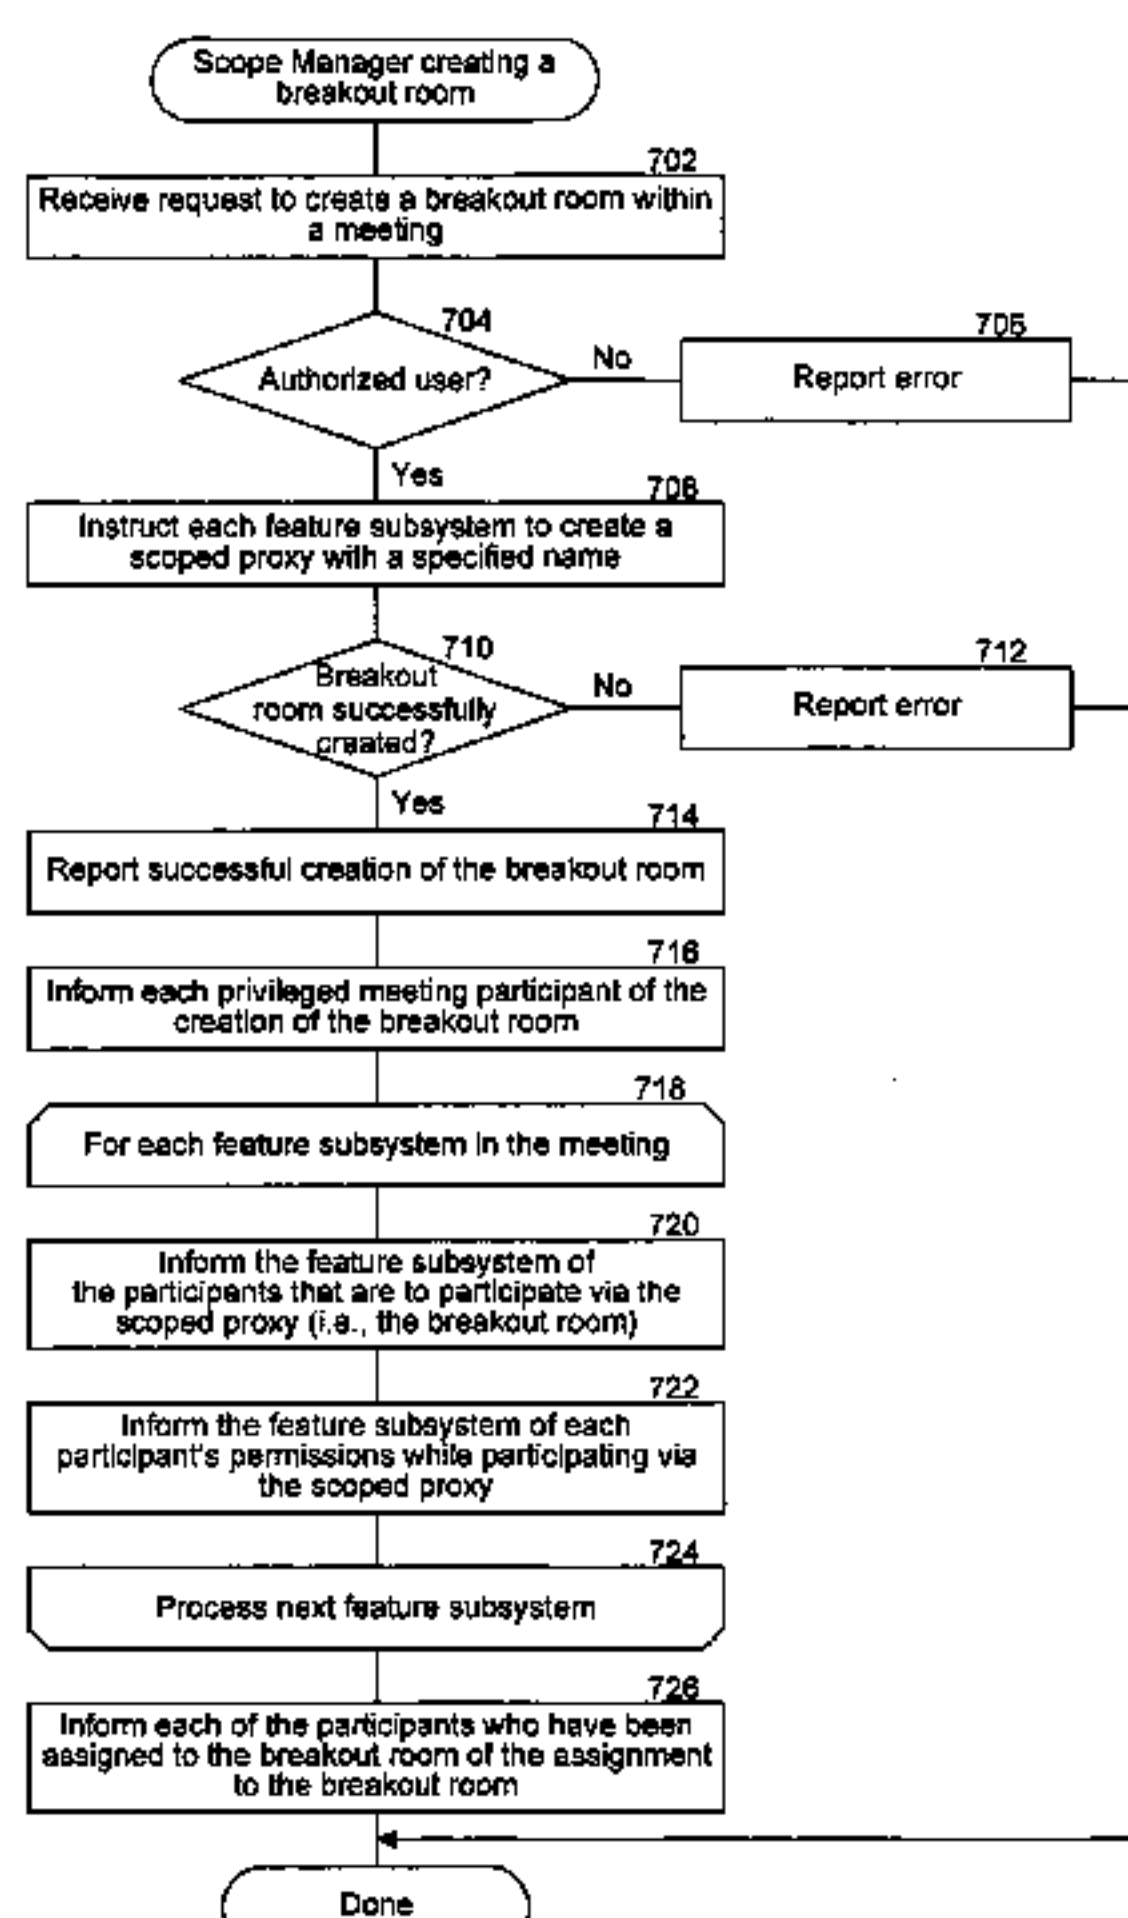 Scope Manager creating a
breakout room
702
Receive request to create a breakout room within
a meeting
704
Authorized user?
No
706
Report error
Yes
708
Instruct each feature subsystem to create a
scoped proxy with a specified name
710
Breakout
room successfully
created?
No
712
Report error
Yes
714
Report successful creation of the breakout room
716
Inform each privileged meeting participant of the
creation of the breakout room
718
For each feature subsystem in the meeting
720
Inform the feature subsystem of
the participants that are to participate via the
scoped proxy (i.e., the breakout room)
722
Inform the feature subsystem of each
participant's permissions while participating via
the scoped proxy
724
Process next feature subsystem
726
Inform each of the participants who have been
assigned to the breakout room of the assignment
to the breakout room
Done